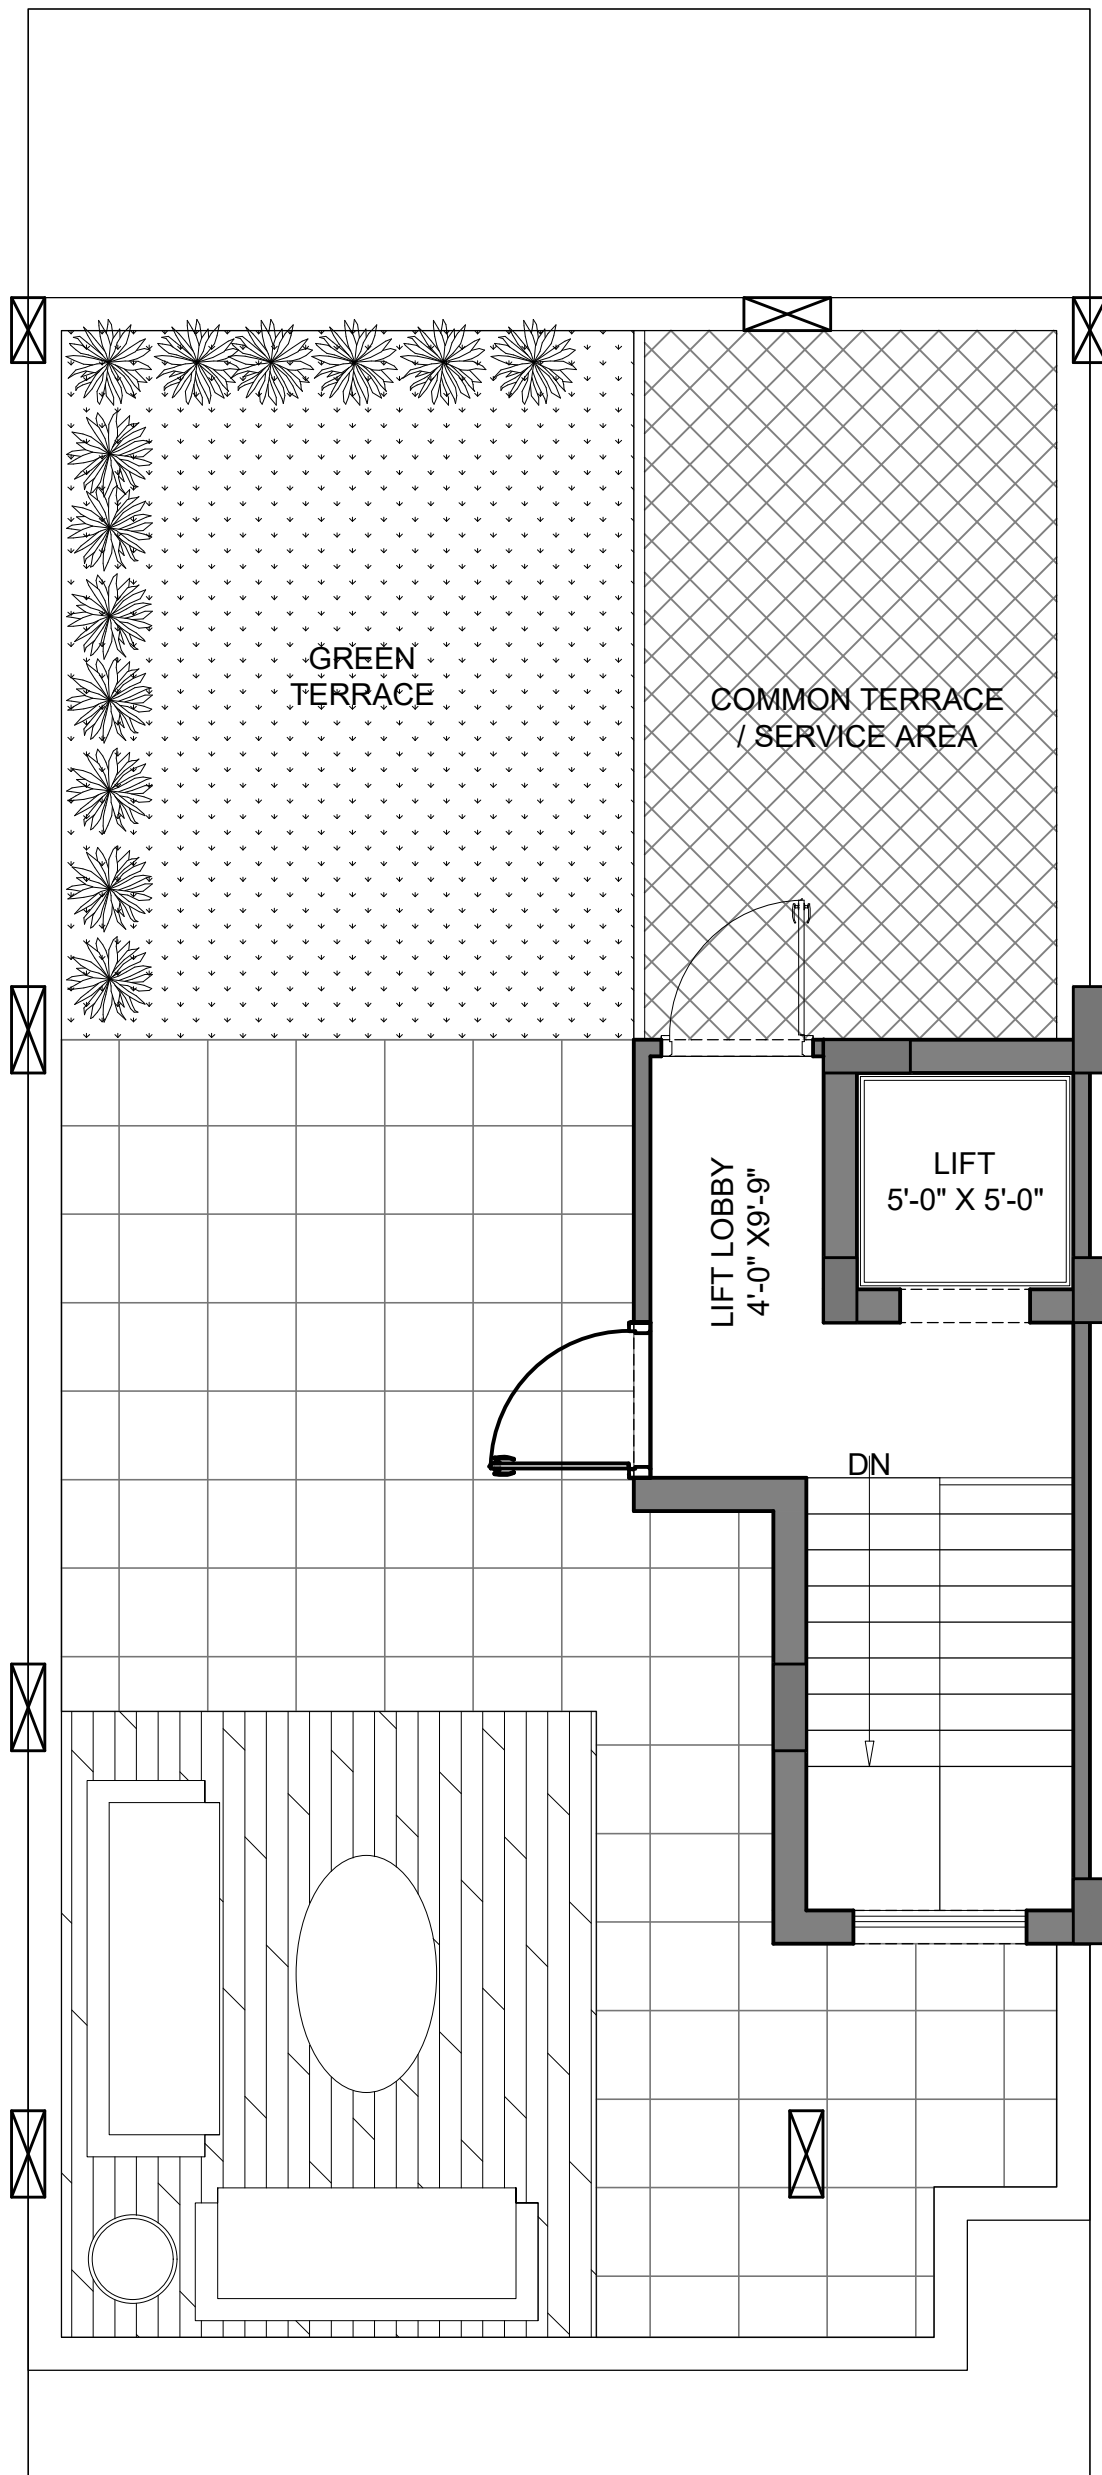 GREEN
TERRACE
COMMON TERRACE
/ SERVICE AREA
LIFT LOBBY
4'-0" X9'-9"
LIFT
5'-0" X 5'-0"
DN